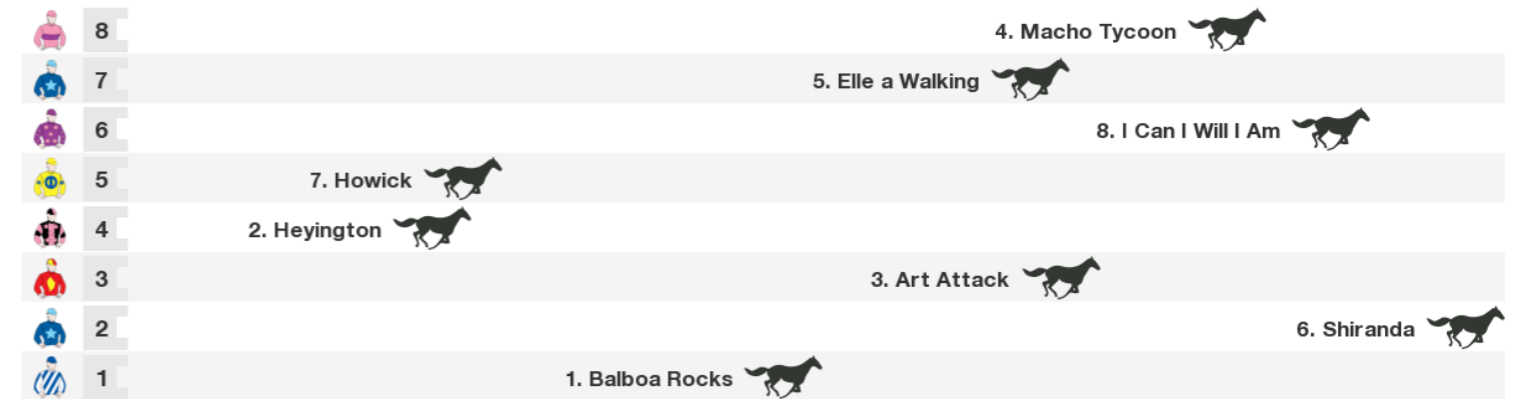 8 4. Macho Tycoon
7 5. Elle a Walking
6 8. I Can I Will I Am
5 7. Howick
4 2. Heyington
3 3. Art Attack
2 6. Shiranda
1 1. Balboa Rocks